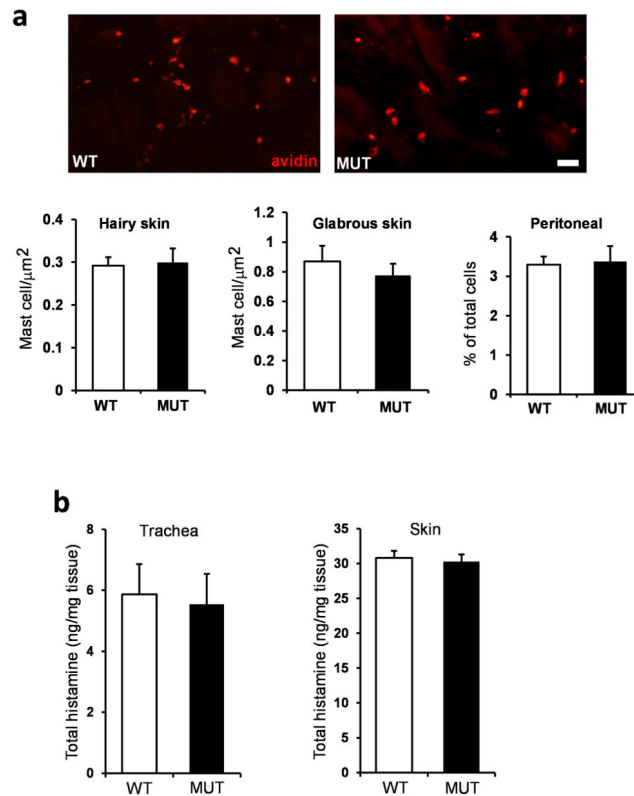 a
WT
avidin
MUT
Hairy skin
Mast cell/μm2
0.4
0.3
0.2
0.1
0
WT MUT
Glabrous skin
Mast cell/μm2
1.2
1
0.8
0.6
0.4
0.2
0
WT MUT
Peritoneal
% of total cells
4
3
2
1
0
WT MUT
b
Trachea
Total histamine (ng/mg tissue)
8
6
4
2
0
WT MUT
Skin
Total histamine (ng/mg tissue)
35
30
25
20
15
10
5
0
WT MUT